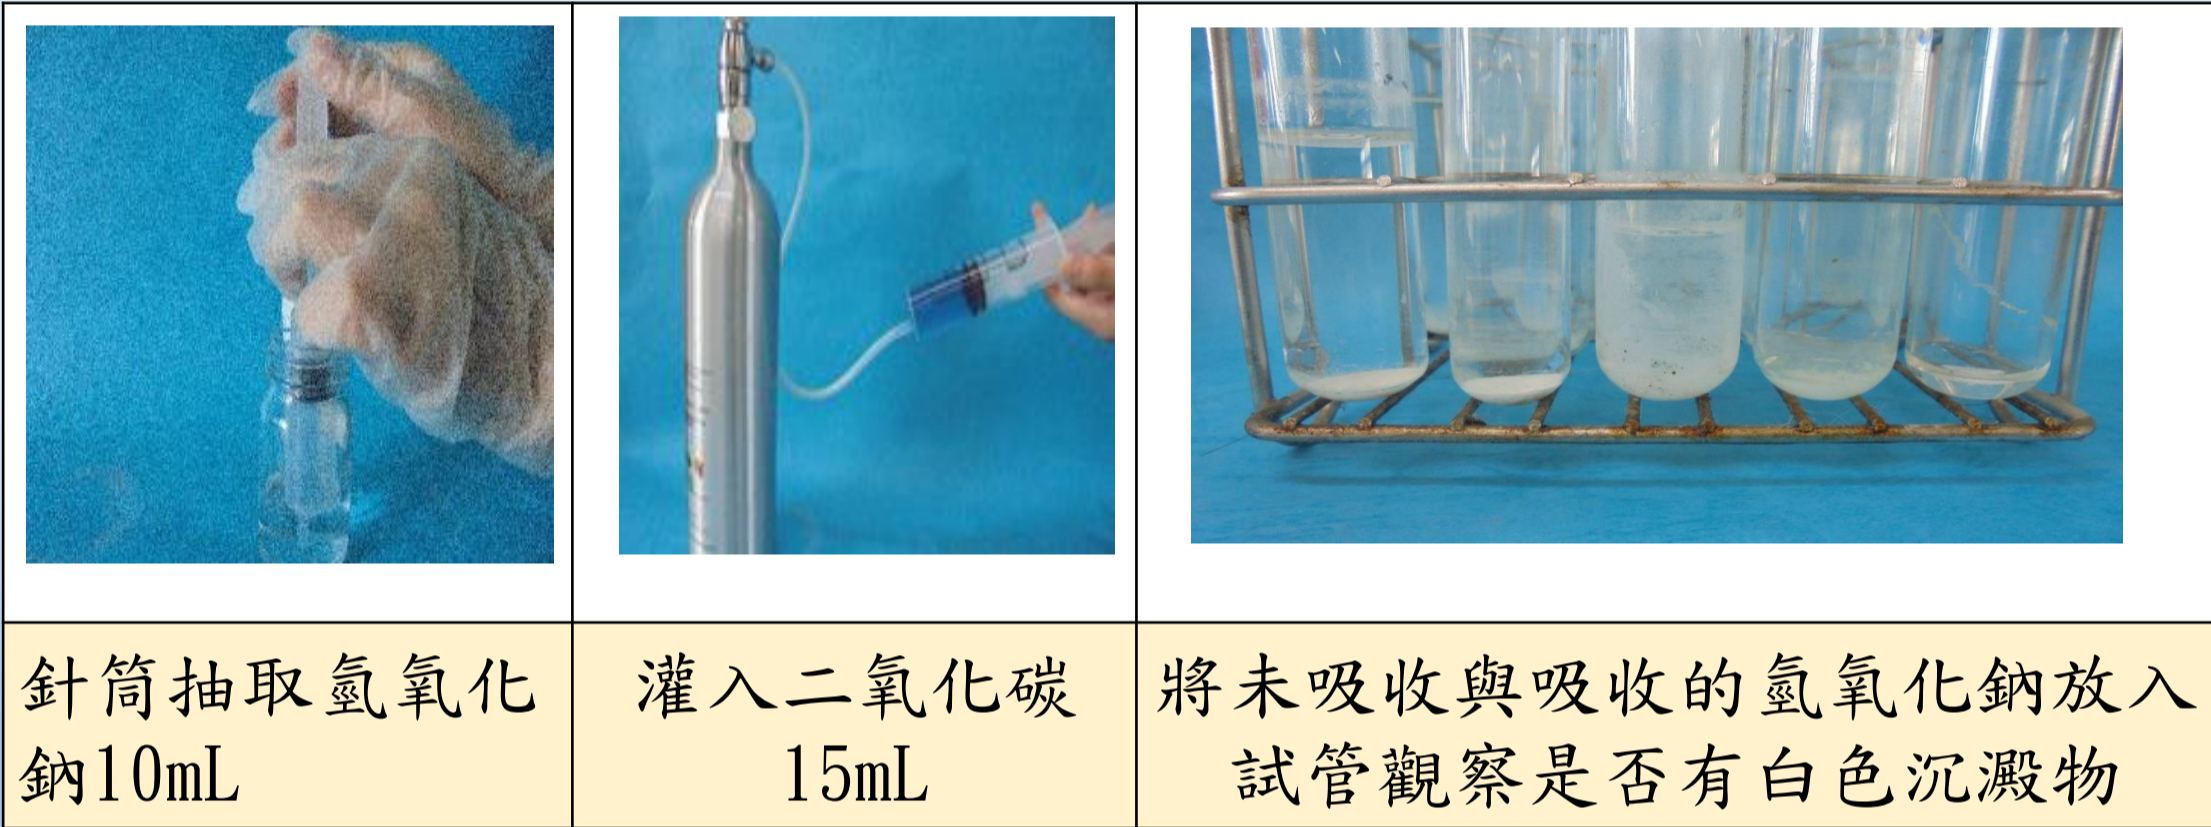 針筒抽取氫氧化
鈉10mL
灌入二氧化碳
15mL
將未吸收與吸收的氫氧化鈉放入
試管觀察是否有白色沉澱物